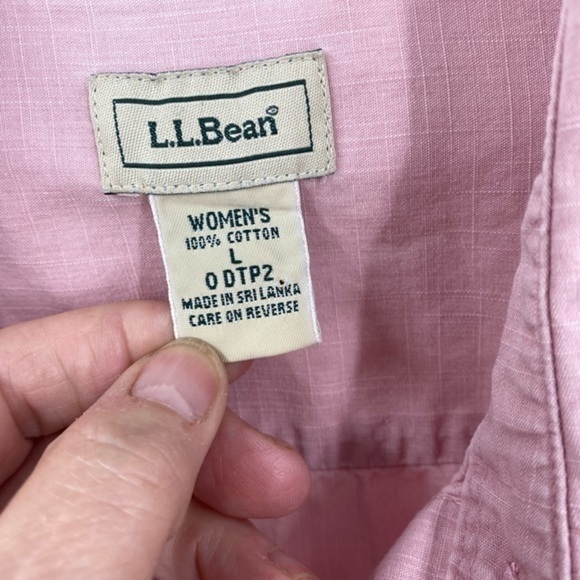 L.L.Bean®
WOMEN'S
100% COTTON
L
0 DTP2
MADE IN SRI LANKA
CARE ON REVERSE